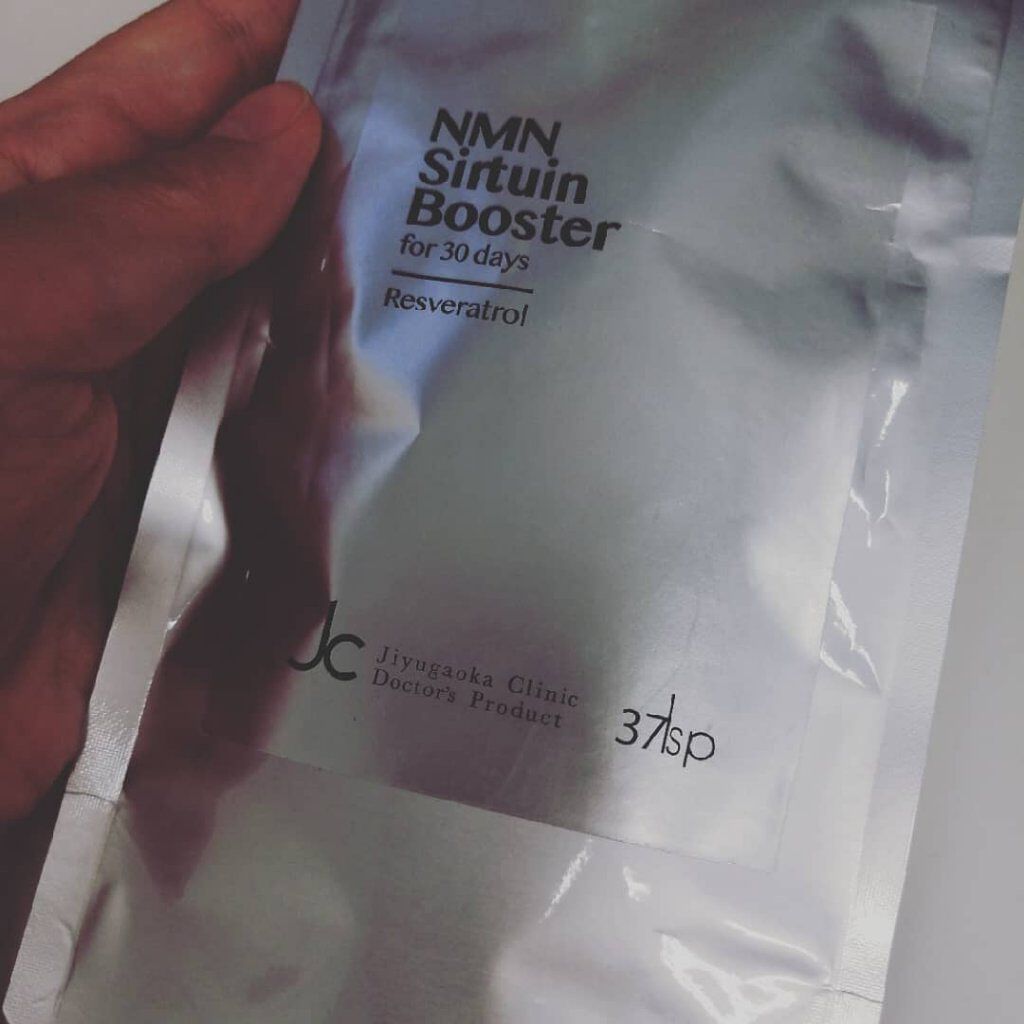 NMN
Sirtuin
Booster
for 30 days
Resveratrol
Jc
Jiyugaoka Clinic
Doctor's Product
37sp